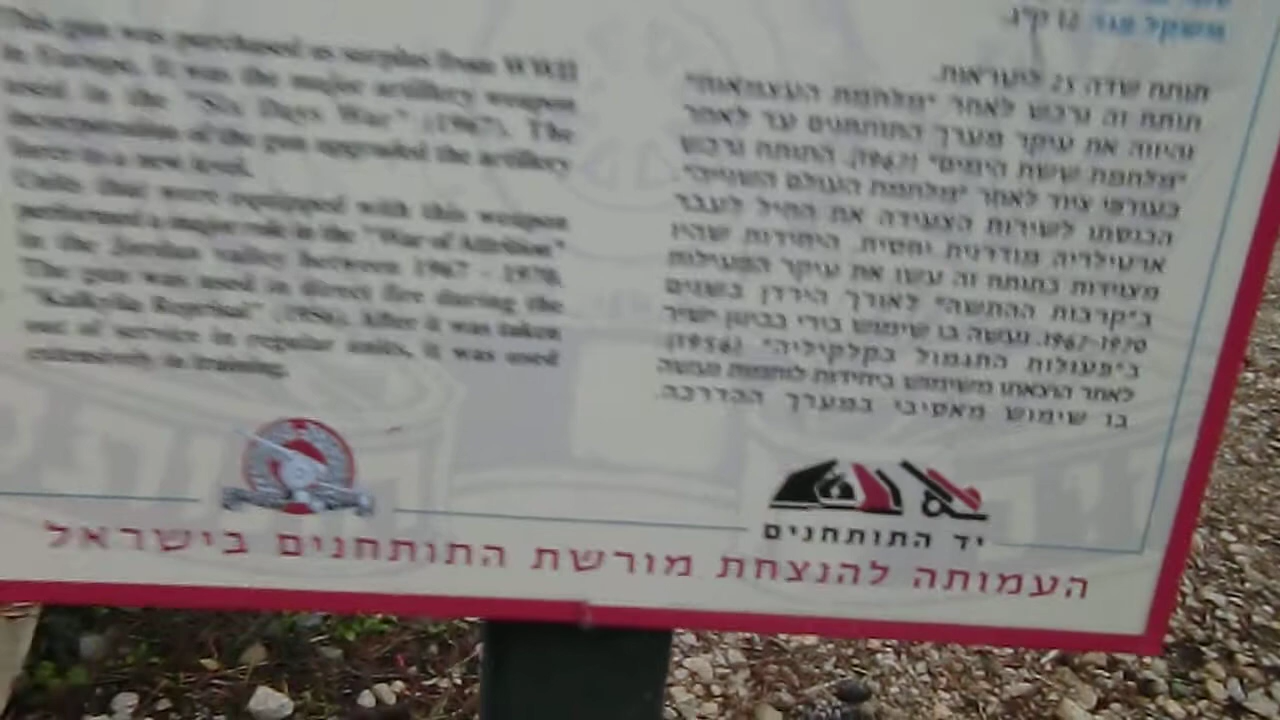 This gun was purchased as surplus from WWII
in Europe. It was the major artillery weapon
used in the "Six Days War" (1967). The
incorporation of the gun upgraded the artillery
force to a new level.
Units that were equipped with this weapon
performed a major role in the "War of Attrition"
in the Jordan valley between 1967 - 1970.
The gun was used in direct fire during the
"Kalkylia Reprisal" (1956). After it was taken
out of service in regular units, it was used
extensively in training.
משקל פגז: 12 ק"ג.
תותח שדה 25 ליטראות.
תותח זה נרכש לאחר "מלחמת העצמאות"
והיווה את עיקר מערך התותחנים עד לאחר
"מלחמת ששת הימים" (1967). התותח נרכש
כעודפי ציוד לאחר "מלחמת העולם השנייה"
הכנסתו לשירות הצעידה את החיל לעבר
ארטילריה מודרנית יחסית. היחידות שהיו
מצוידות בתותח זה עשו את עיקר הפעילות
ב"קרבות ההתשה" לאורך הירדן בשנים
1967-1970. נעשה בו שימוש בירי בכינון ישיר
ב"פעולות התגמול בקלקיליה" (1956)
לאחר הוצאתו משימוש ביחידות לוחמות נעשה
בו שימוש מאסיבי במערך ההדרכה.
יד התותחנים
העמותה להנצחת מורשת התותחנים בישראל